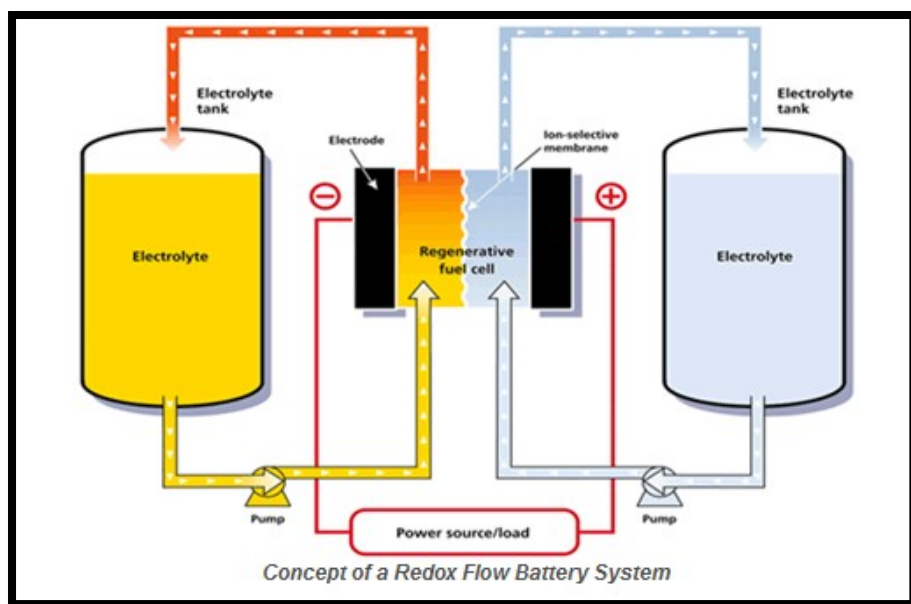 Electrolyte
tank
Electrolyte
tank
Electrode
Ion-selective
membrane
−
+
Electrolyte
Regenerative
fuel cell
Electrolyte
Pump
Power source/load
Pump
Concept of a Redox Flow Battery System